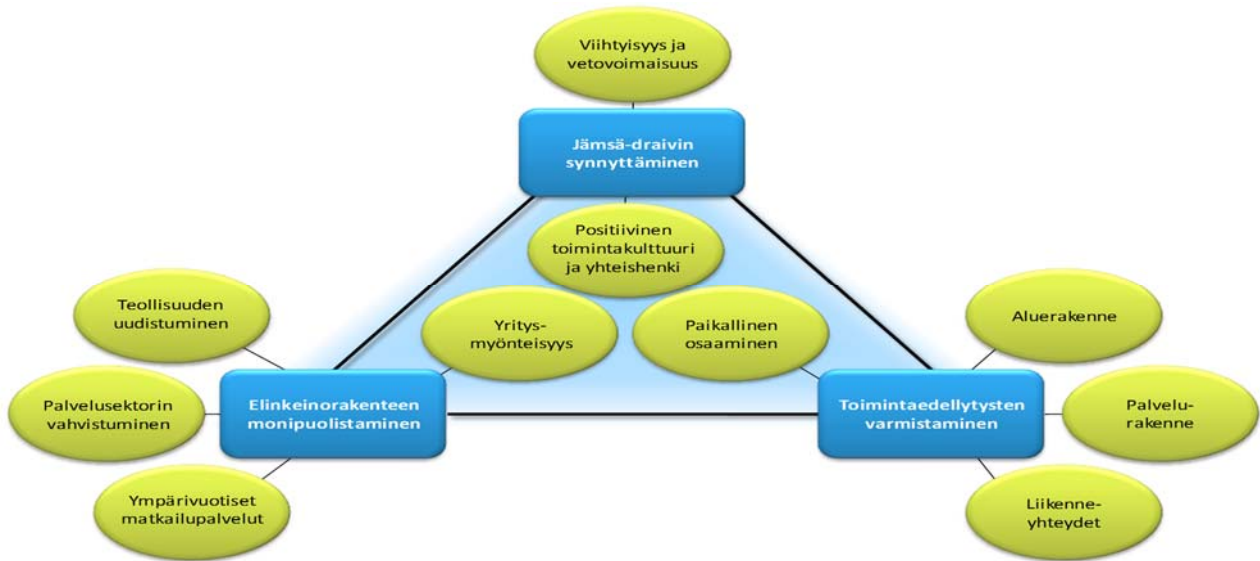 Viihtyisyys ja
vetovoimaisuus
Jämsä-draivin
synnyttäminen
Positiivinen
toimintakulttuuri
ja yhteishenki
Teollisuuden
uudistuminen
Yritys-
myönteisyys
Paikallinen
osaaminen
Aluerakenne
Palvelusektorin
vahvistuminen
Elinkeinorakenteen
monipuolistaminen
Toimintaedellytysten
varmistaminen
Palvelu-
rakenne
Ympärivuotiset
matkailupalvelut
Liikenne-
yhteydet